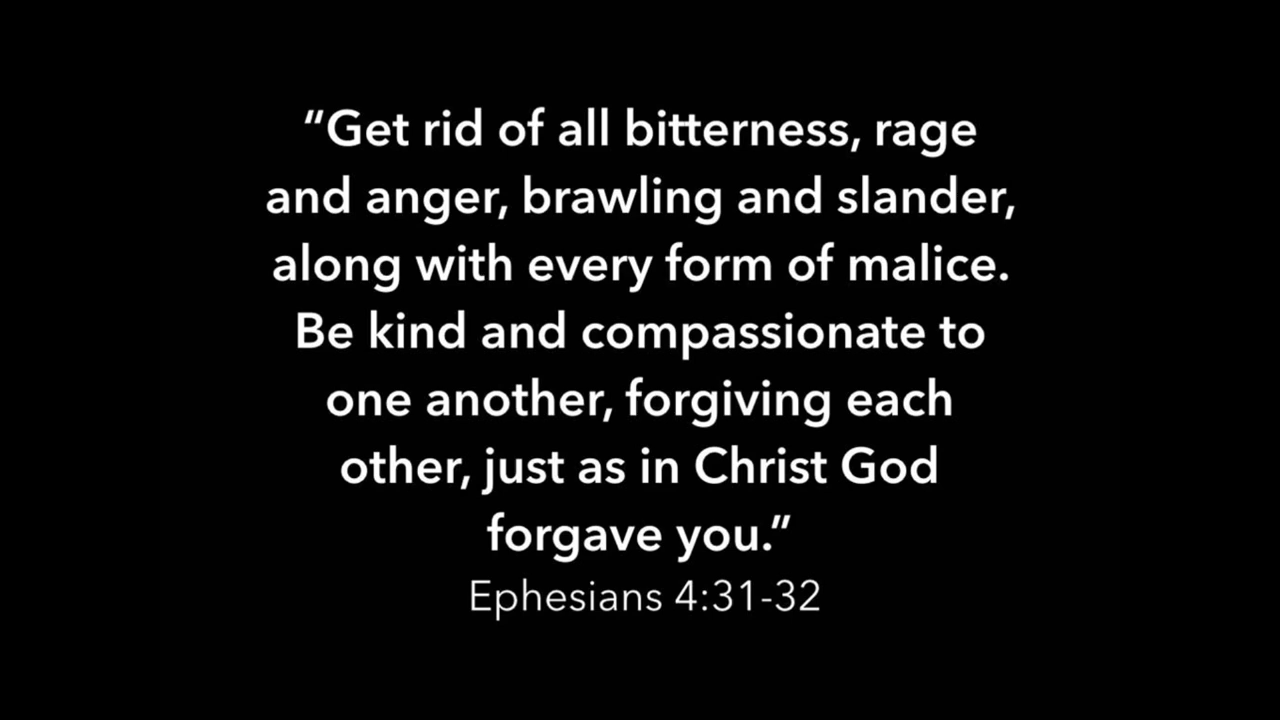 “Get rid of all bitterness, rage
and anger, brawling and slander,
along with every form of malice.
Be kind and compassionate to
one another, forgiving each
other, just as in Christ God
forgave you.”
Ephesians 4:31-32